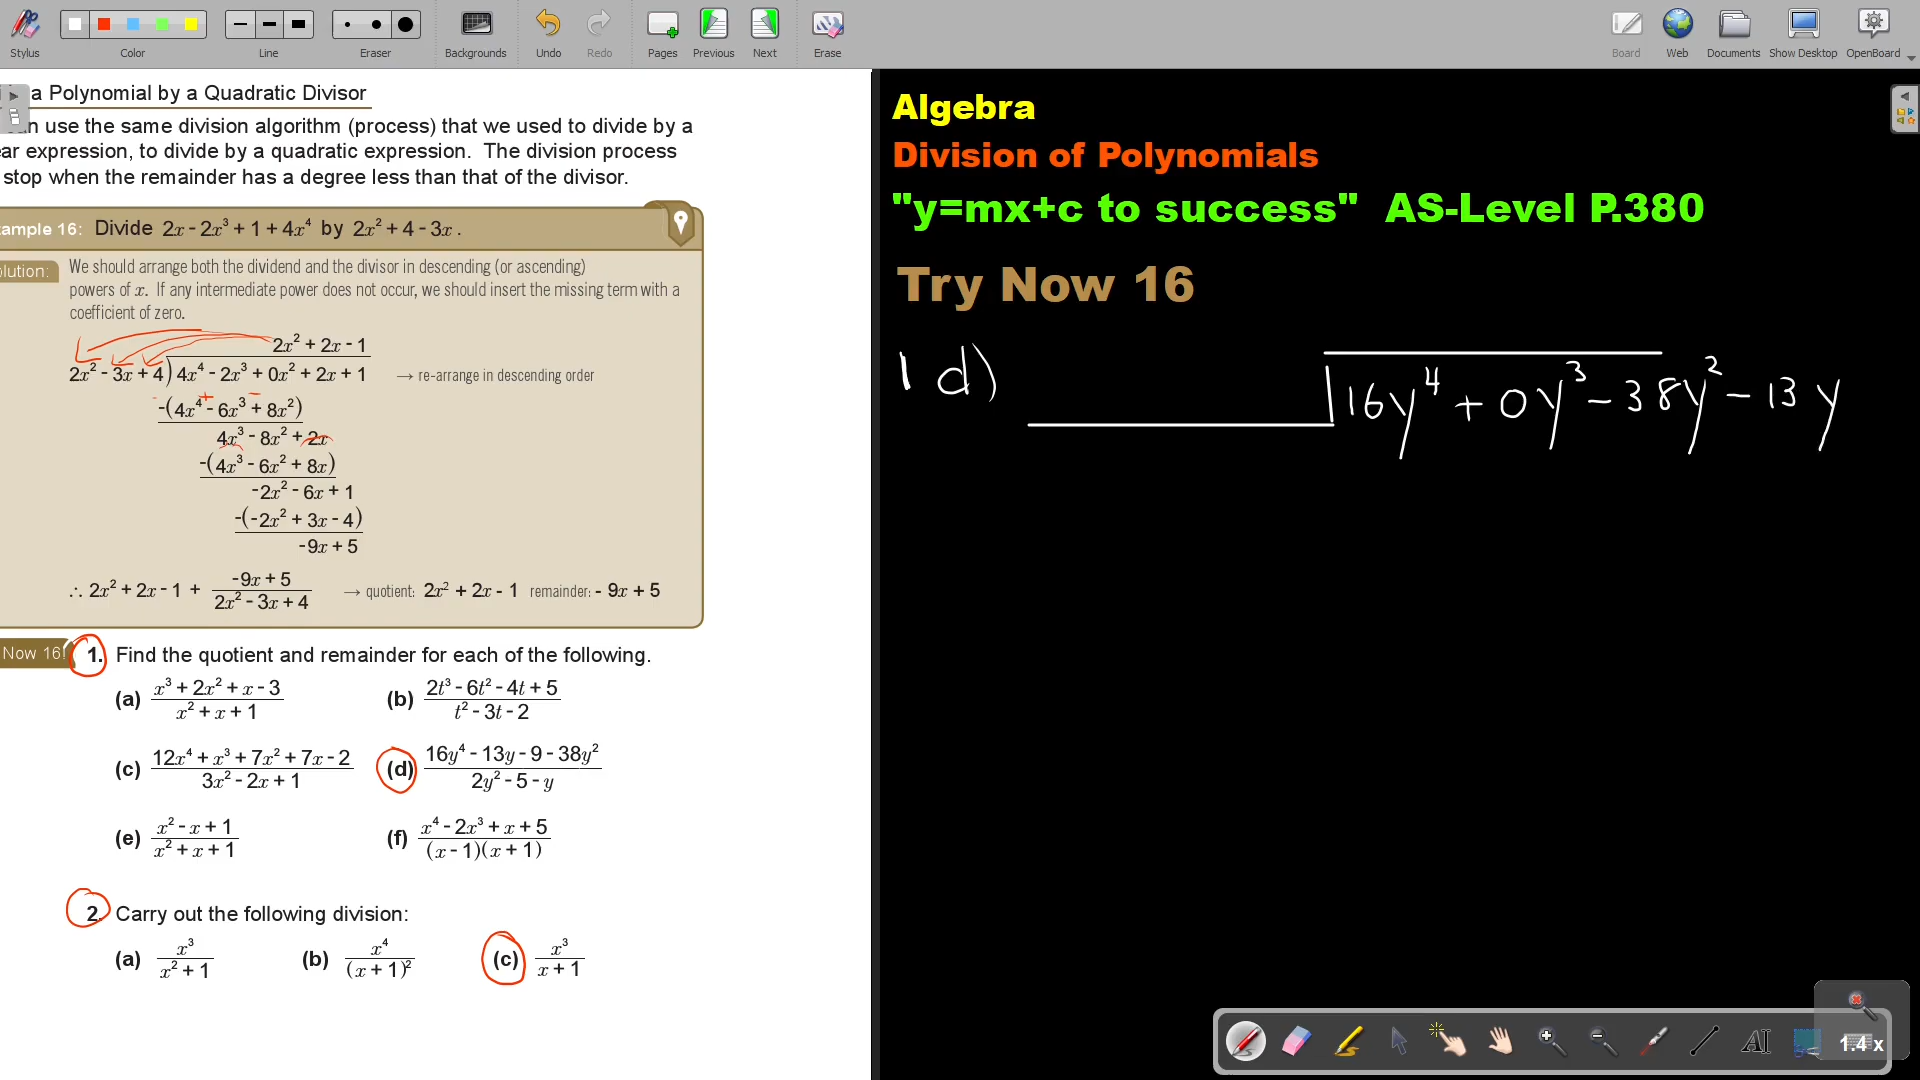 Stylus Color Line Eraser Backgrounds Undo Redo Pages Previous Next Erase Board Web Documents Show Desktop OpenBoard
a Polynomial by a Quadratic Divisor
use the same division algorithm (process) that we used to divide by a
expression, to divide by a quadratic expression. The division process
stop when the remainder has a degree less than that of the divisor.
ample 16: Divide 2x - 2x³ + 1 + 4x⁴ by 2x² + 4 - 3x .
lution: We should arrange both the dividend and the divisor in descending (or ascending)
powers of x. If any intermediate power does not occur, we should insert the missing term with a
coefficient of zero.
2x² + 2x - 1
2x² - 3x + 4)4x⁴ - 2x³ + 0x² + 2x + 1 → re-arrange in descending order
-(4x⁴ - 6x³ + 8x²)
4x³ - 8x² + 2x
-(4x³ - 6x² + 8x)
-2x² - 6x + 1
-(-2x² + 3x - 4)
-9x + 5
∴ 2x² + 2x - 1 + (-9x + 5)/(2x² - 3x + 4) → quotient: 2x² + 2x - 1 remainder: - 9x + 5
Now 16! 1. Find the quotient and remainder for each of the following.
(a) (x³ + 2x² + x - 3)/(x² + x + 1) (b) (2t³ - 6t² - 4t + 5)/(t² - 3t - 2)
(c) (12x⁴ + x³ + 7x² + 7x - 2)/(3x² - 2x + 1) (d) (16y⁴ - 13y - 9 - 38y²)/(2y² - 5 - y)
(e) (x² - x + 1)/(x² + x + 1) (f) (x⁴ - 2x³ + x + 5)/((x - 1)(x + 1))
2. Carry out the following division:
(a) x³/(x² + 1) (b) x⁴/(x + 1)² (c) x³/(x + 1)
Algebra
Division of Polynomials
"y=mx+c to success" AS-Level P.380
Try Now 16
1 d) 16y⁴ + 0y³ - 38y² - 13y
1.4 x